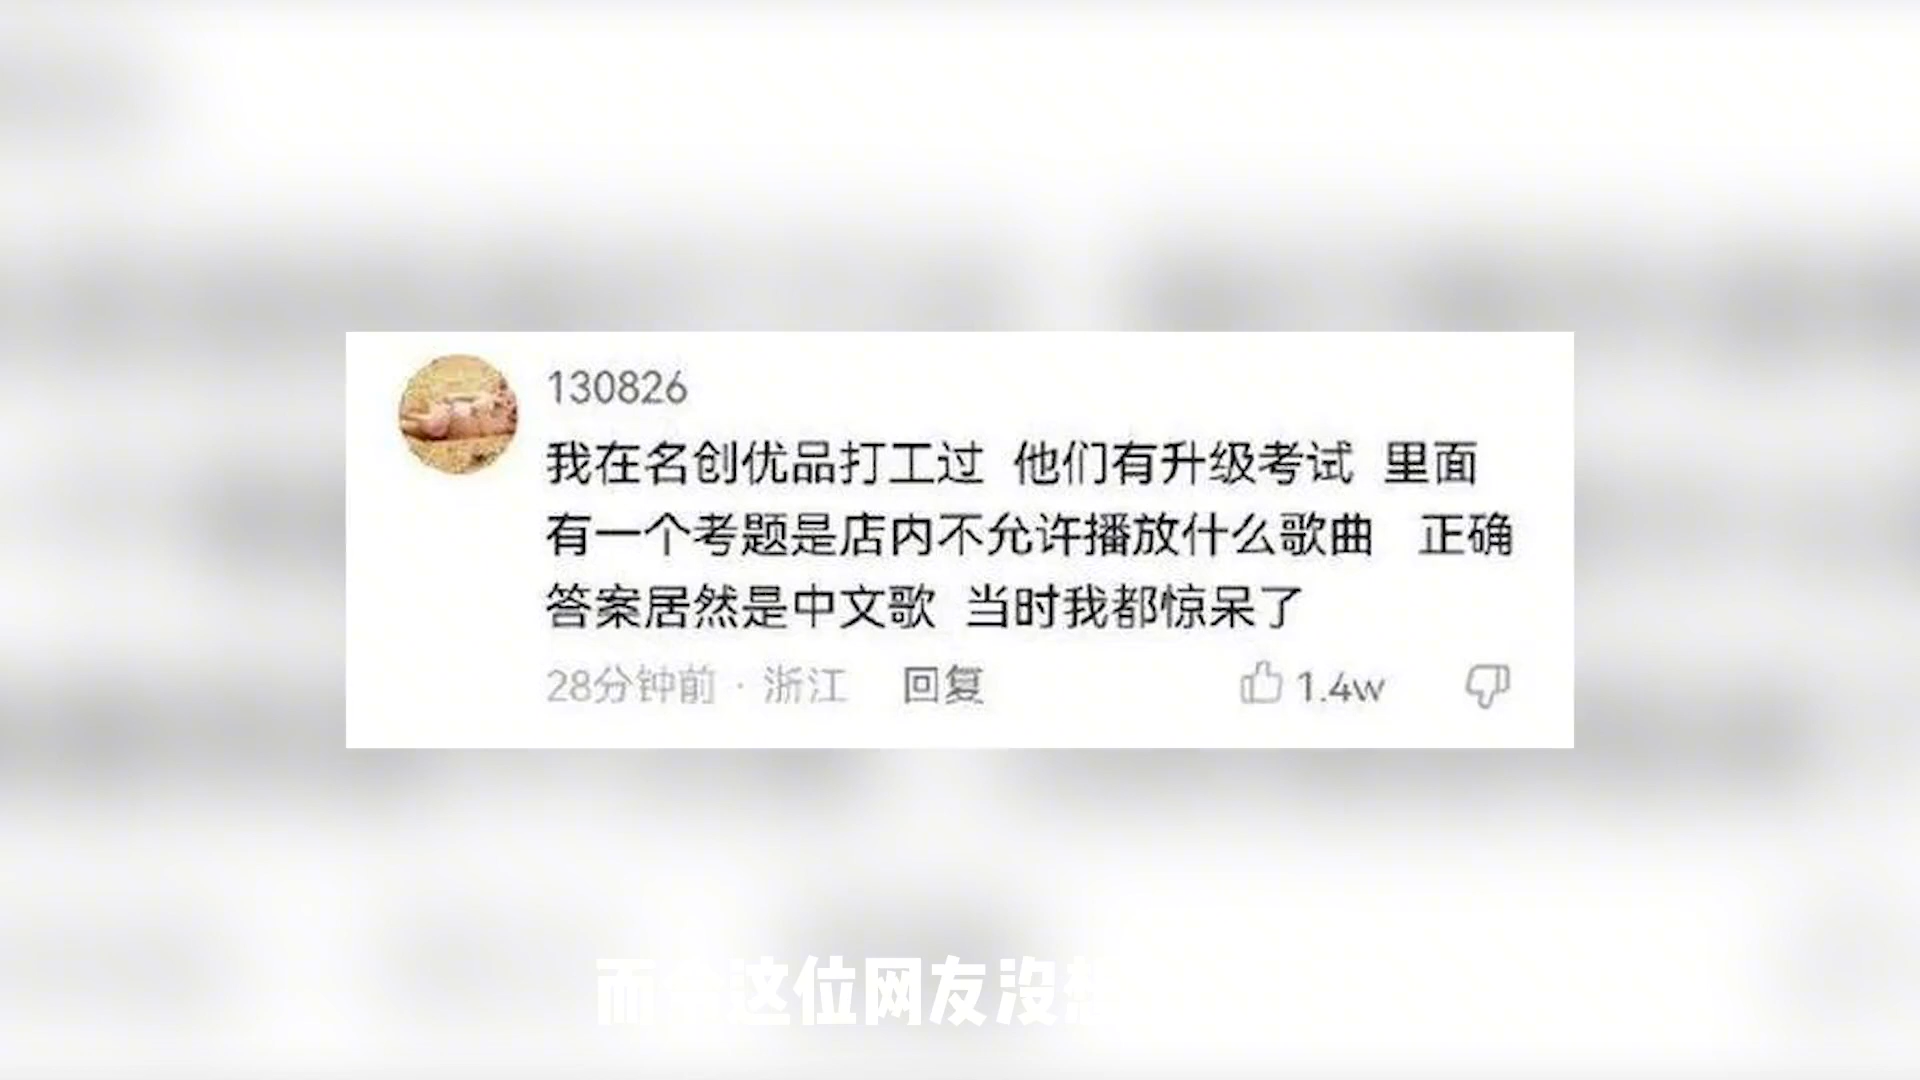 130826
我在名创优品打工过 他们有升级考试 里面
有一个考题是店内不允许播放什么歌曲 正确
答案居然是中文歌 当时我都惊呆了
28分钟前 · 浙江 回复 1.4w
而令这位网友没想